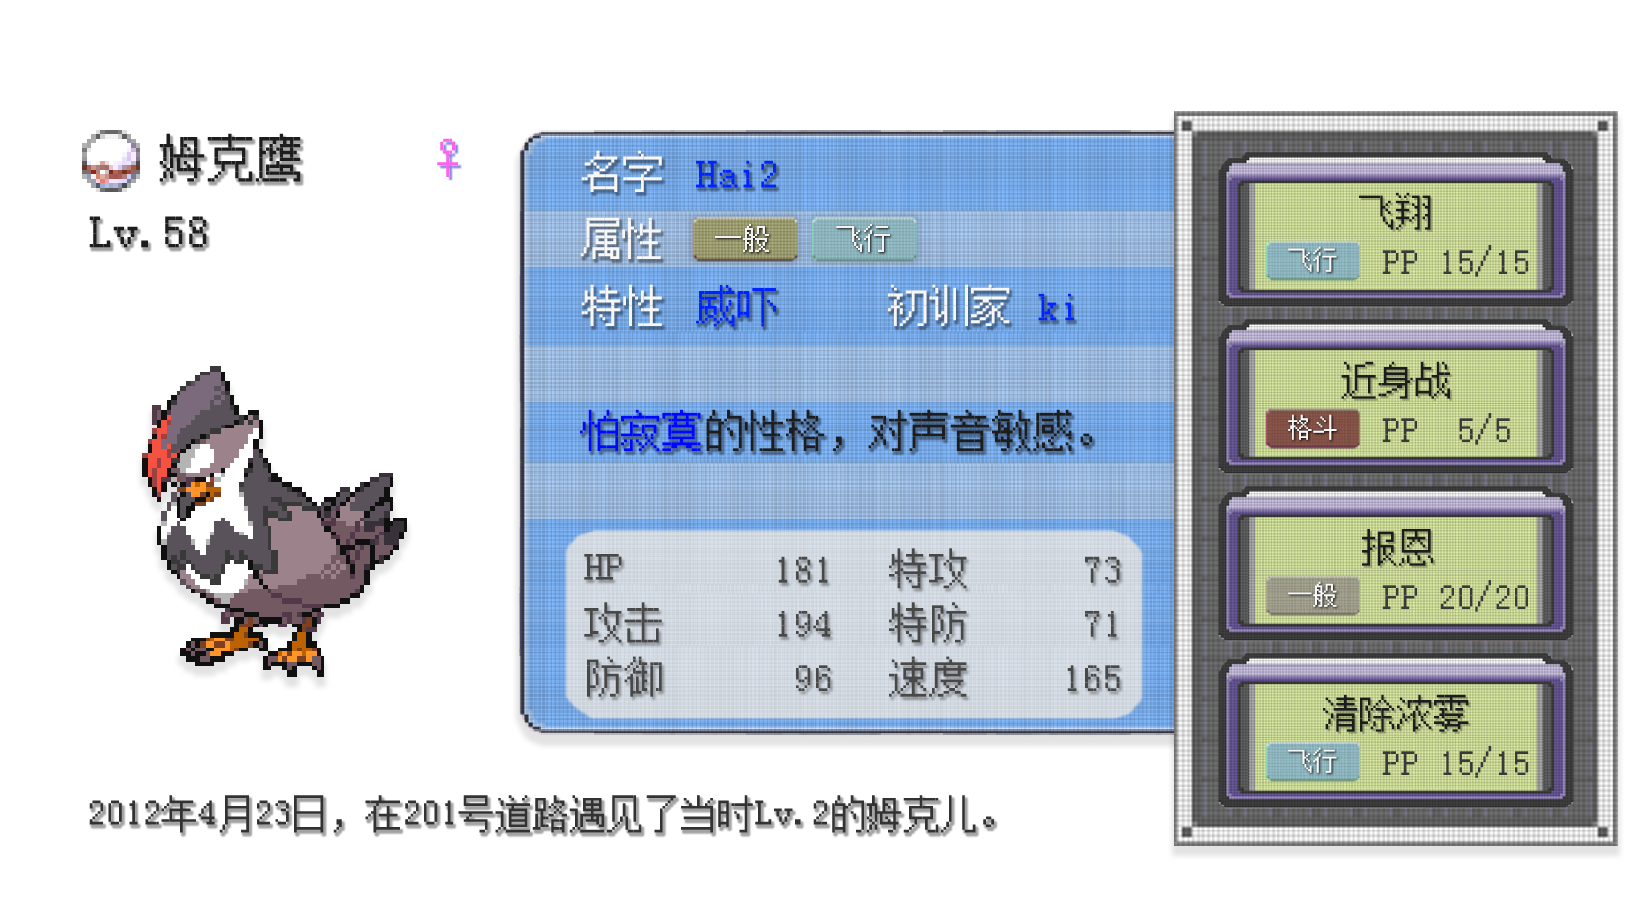 姆克鹰 ♀
Lv.58
名字 Hai2
属性 一般 飞行
特性 威吓 初训家 ki
怕寂寞的性格，对声音敏感。
HP 181 特攻 73
攻击 194 特防 71
防御 96 速度 165
飞翔
飞行 PP 15/15
近身战
格斗 PP 5/5
报恩
一般 PP 20/20
清除浓雾
飞行 PP 15/15
2012年4月23日，在201号道路遇见了当时Lv.2的姆克儿。